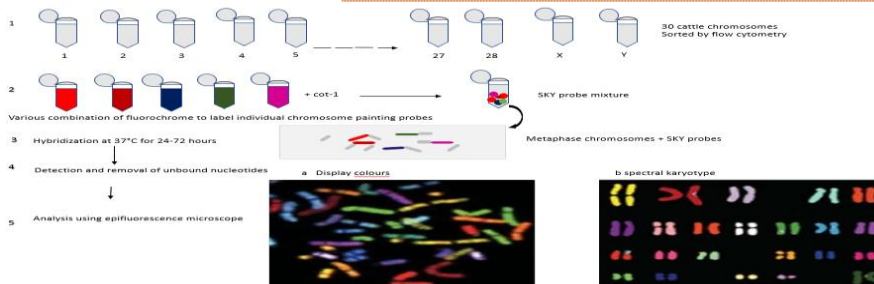 1
30 cattle chromosomes
Sorted by flow cytometry
1 2 3 4 5 27 28 X Y
2
+ cot-1
SKY probe mixture
Various combination of fluorochrome to label individual chromosome painting probes
3 Hybridization at 37°C for 24-72 hours
Metaphase chromosomes + SKY probes
4 Detection and removal of unbound nucleotides
a Display colours
b spectral karyotype
5 Analysis using epifluorescence microscope